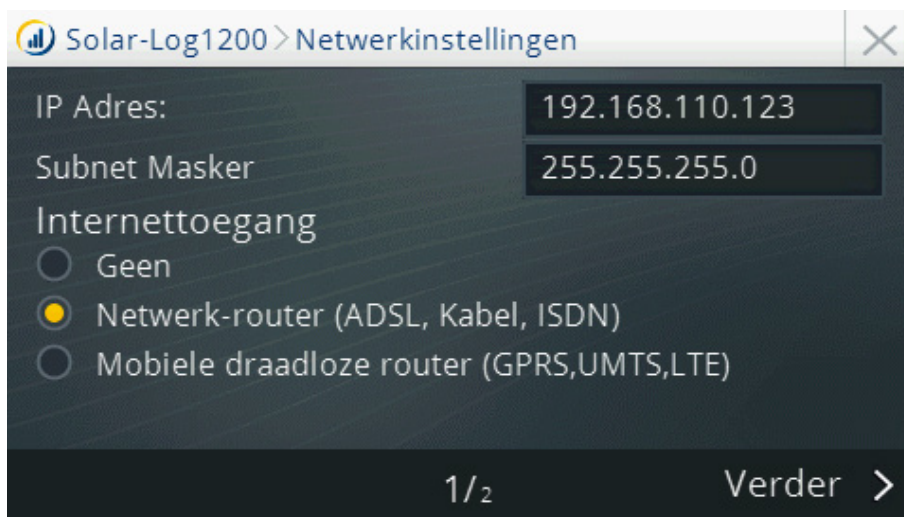 Solar-Log1200 > Netwerkinstellingen
IP Adres: 192.168.110.123
Subnet Masker 255.255.255.0
Internettoegang
Geen
Netwerk-router (ADSL, Kabel, ISDN)
Mobiele draadloze router (GPRS,UMTS,LTE)
1/2 Verder >